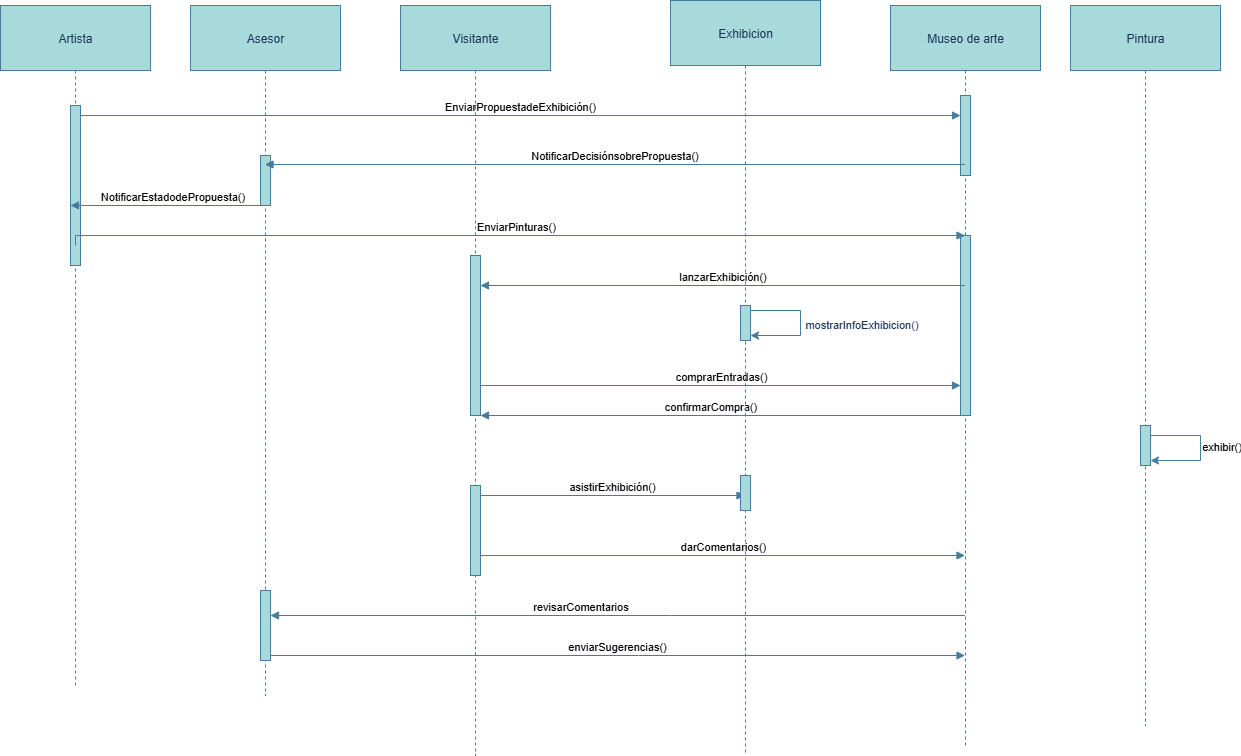 Artista
Asesor
Visitante
Exhibicion
Museo de arte
Pintura
EnviarPropuestadeExhibición()
NotificarDecisiónsobrePropuesta()
NotificarEstadodePropuesta()
EnviarPinturas()
lanzarExhibición()
mostrarInfoExhibicion()
comprarEntradas()
confirmarCompra()
exhibir()
asistirExhibición()
darComentarios()
revisarComentarios
enviarSugerencias()